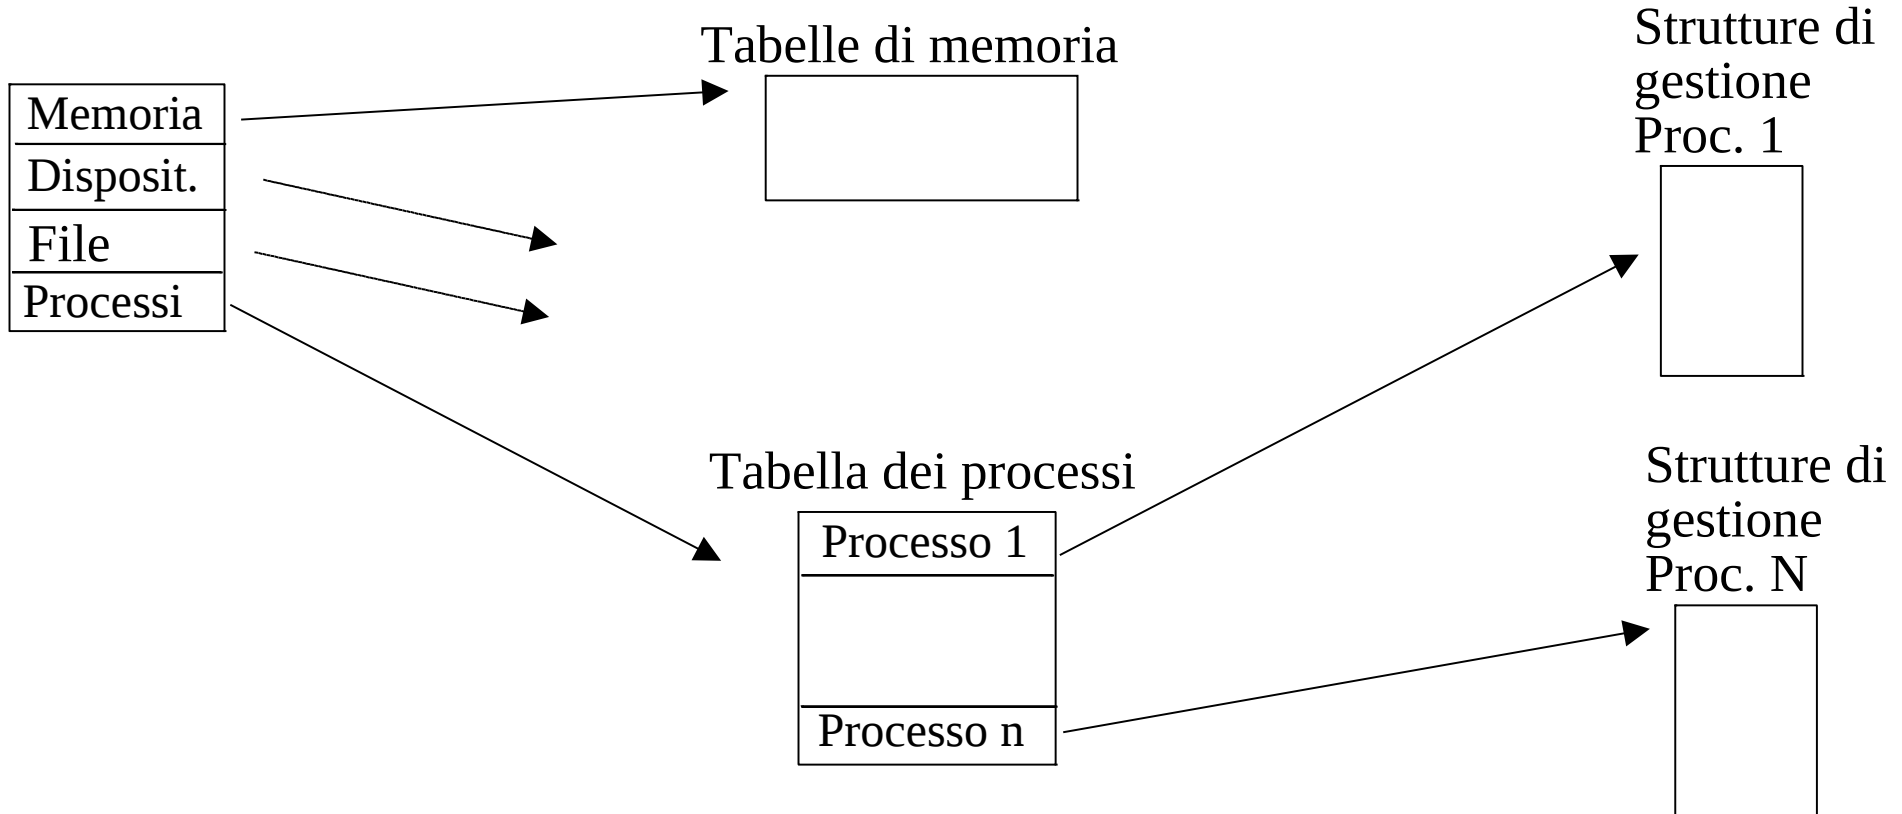 Tabelle di memoria
Strutture di
gestione
Proc. 1
Memoria
Disposit.
File
Processi
Tabella dei processi
Processo 1
Processo n
Strutture di
gestione
Proc. N